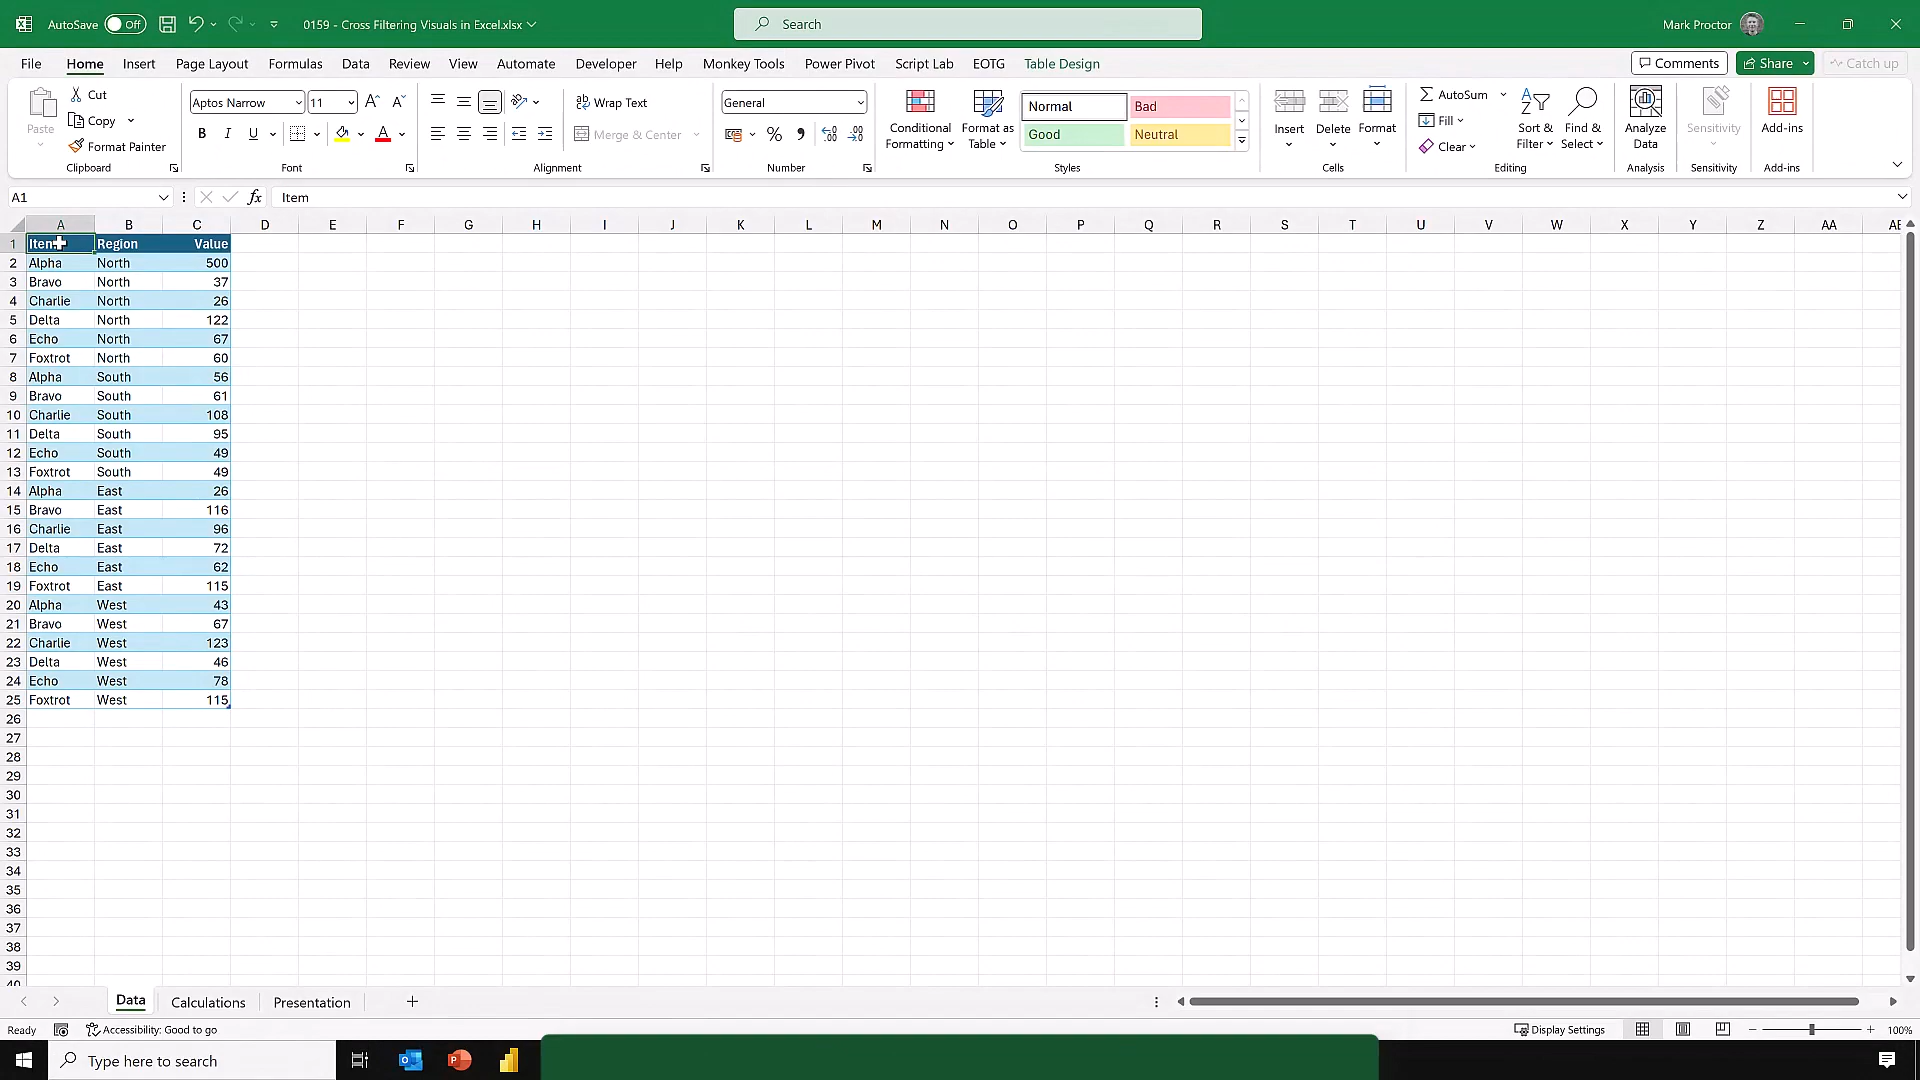 AutoSave Off 0159 - Cross Filtering Visuals in Excel.xlsx Search Mark Proctor
File Home Insert Page Layout Formulas Data Review View Automate Developer Help Monkey Tools Power Pivot Script Lab EOTG Table Design Comments Share Catch up
Paste Cut Copy Format Painter Clipboard
Aptos Narrow 11 B I U A Font
Wrap Text Merge & Center Alignment
General % Number
Conditional Formatting Format as Table Normal Bad Good Neutral Styles
Insert Delete Format Cells
AutoSum Fill Clear Sort & Filter Find & Select Editing
Analyze Data Analysis
Sensitivity Sensitivity
Add-ins Add-ins
A1 fx Item
A B C D E F G H I J K L M N O P Q R S T U V W X Y Z AA
1 Item Region Value
2 Alpha North 500
3 Bravo North 37
4 Charlie North 26
5 Delta North 122
6 Echo North 67
7 Foxtrot North 60
8 Alpha South 56
9 Bravo South 61
10 Charlie South 108
11 Delta South 95
12 Echo South 49
13 Foxtrot South 49
14 Alpha East 26
15 Bravo East 116
16 Charlie East 96
17 Delta East 72
18 Echo East 62
19 Foxtrot East 115
20 Alpha West 43
21 Bravo West 67
22 Charlie West 123
23 Delta West 46
24 Echo West 78
25 Foxtrot West 115
26
27
28
29
30
31
32
33
34
35
36
37
38
39
40
Data Calculations Presentation
Ready Accessibility: Good to go Display Settings 100%
Type here to search